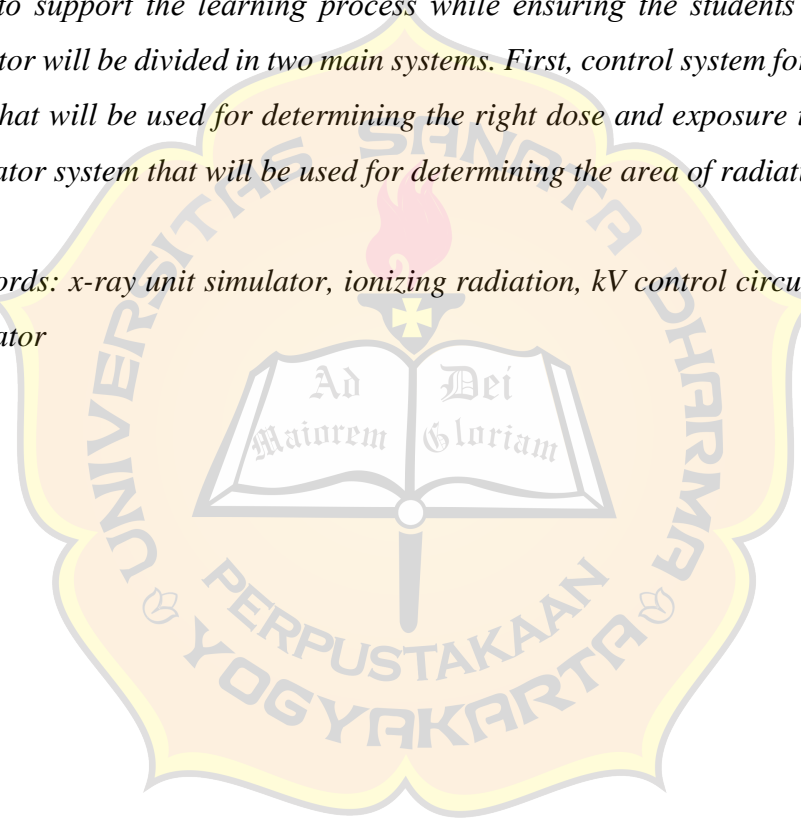 to support the learning process while ensuring the students
tor will be divided in two main systems. First, control system for
hat will be used for determining the right dose and exposure
ator system that will be used for determining the area of radiati
ords: x-ray unit simulator, ionizing radiation, kV control circu
ator
UNIVERSITAS SANATA DHARMA
Ad Dei
Maiorem Gloriam
PERPUSTAKAAN
YOGYAKARTA